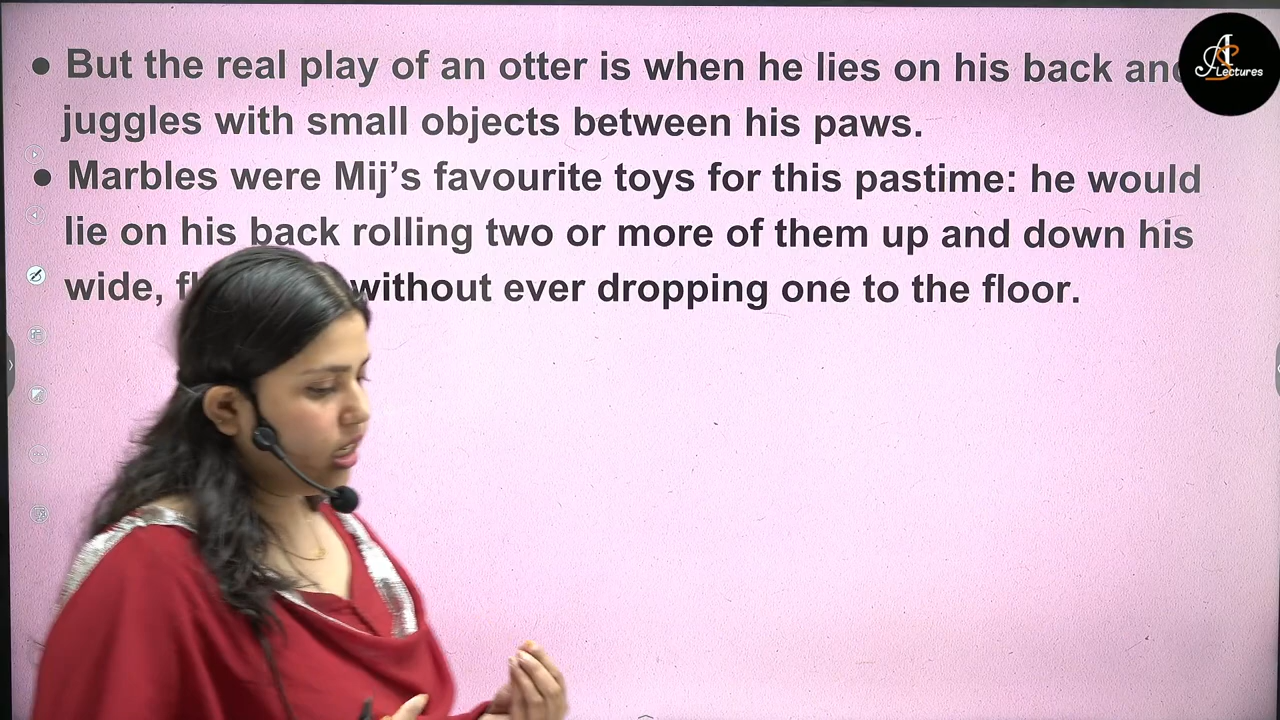 • But the real play of an otter is when he lies on his back and
juggles with small objects between his paws.
• Marbles were Mij’s favourite toys for this pastime: he would
lie on his back rolling two or more of them up and down his
wide, without ever dropping one to the floor.
AS Lectures